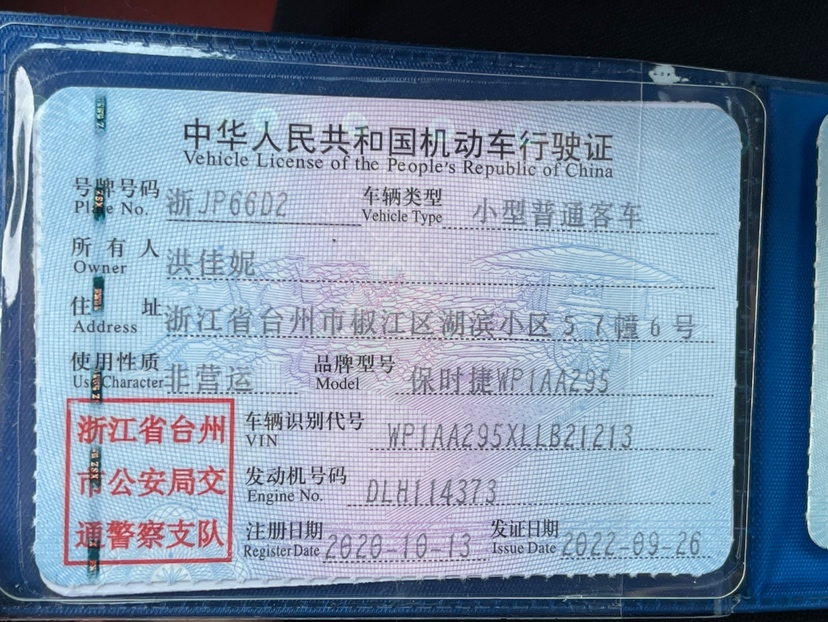 中华人民共和国机动车行驶证
Vehicle License of the People's Republic of China
号牌号码 浙JP66D2 车辆类型 小型普通客车
Plate No. Vehicle Type
所有人 洪佳妮
Owner
住址 浙江省台州市椒江区湖滨小区57幢6号
Address
使用性质 非营运 品牌型号 保时捷WP1AA295
Use Character Model
浙江省台州 车辆识别代号 WP1AA295XLLB21213
VIN
市公安局交 发动机号码 DLH114373
Engine No.
通警察支队 注册日期 2020-10-13 发证日期 2022-09-26
Register Date Issue Date